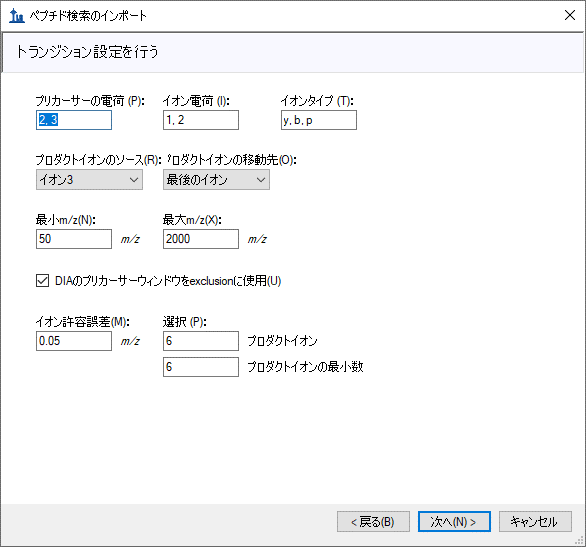 ペプチド検索のインポート
トランジション設定を行う
プリカーサーの電荷 (P): イオン電荷 (I): イオンタイプ (T):
2, 3 1, 2 y, b, p
プロダクトイオンのソース(R): プロダクトイオンの移動先(O):
イオン3 最後のイオン
最小m/z(N): 最大m/z(X):
50 m/z 2000 m/z
DIAのプリカーサーウィンドウをexclusionに使用(U)
イオン許容誤差(M): 選択 (P):
0.05 m/z 6 プロダクトイオン
6 プロダクトイオンの最小数
< 戻る(B) 次へ(N) > キャンセル